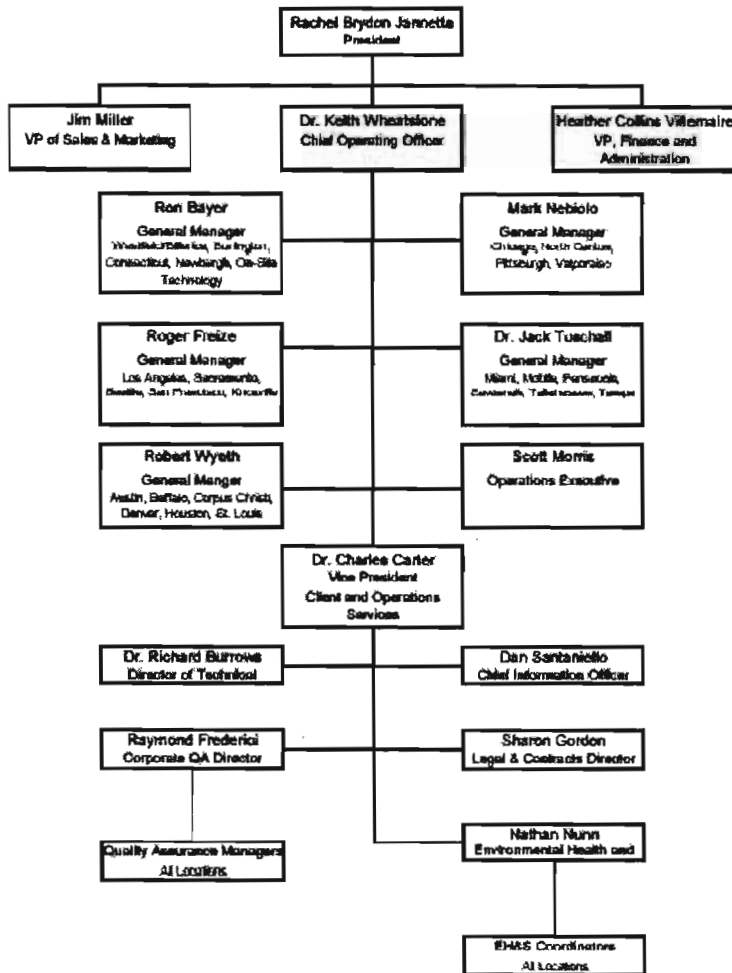 Rachel Brydon Jannetta
President
Jim Miller
VP of Sales & Marketing
Dr. Keith Wheatstone
Chief Operating Officer
Heather Collins Villemaire
VP, Finance and
Administration
Ron Bayer
General Manager
Westfield/Billerica, Burlington,
Connecticut, Newburgh, On-Site
Technology
Mark Nebiolo
General Manager
Chicago, North Canton,
Pittsburgh, Valparaiso
Roger Freize
General Manager
Los Angeles, Sacramento,
Seattle, San Francisco, Knoxville
Dr. Jack Tuschall
General Manager
Miami, Mobile, Pensacola,
Savannah, Tallahassee, Tampa
Robert Wyeth
General Manger
Austin, Buffalo, Corpus Christi,
Denver, Houston, St. Louis
Scott Morris
Operations Executive
Dr. Charles Carter
Vice President
Client and Operations
Services
Dr. Richard Burrows
Director of Technical
Dan Santaniello
Chief Information Officer
Raymond Frederici
Corporate QA Director
Sharon Gordon
Legal & Contracts Director
Quality Assurance Managers
All Locations
Nathan Nunn
Environmental Health and
EH&S Coordinators
All Locations